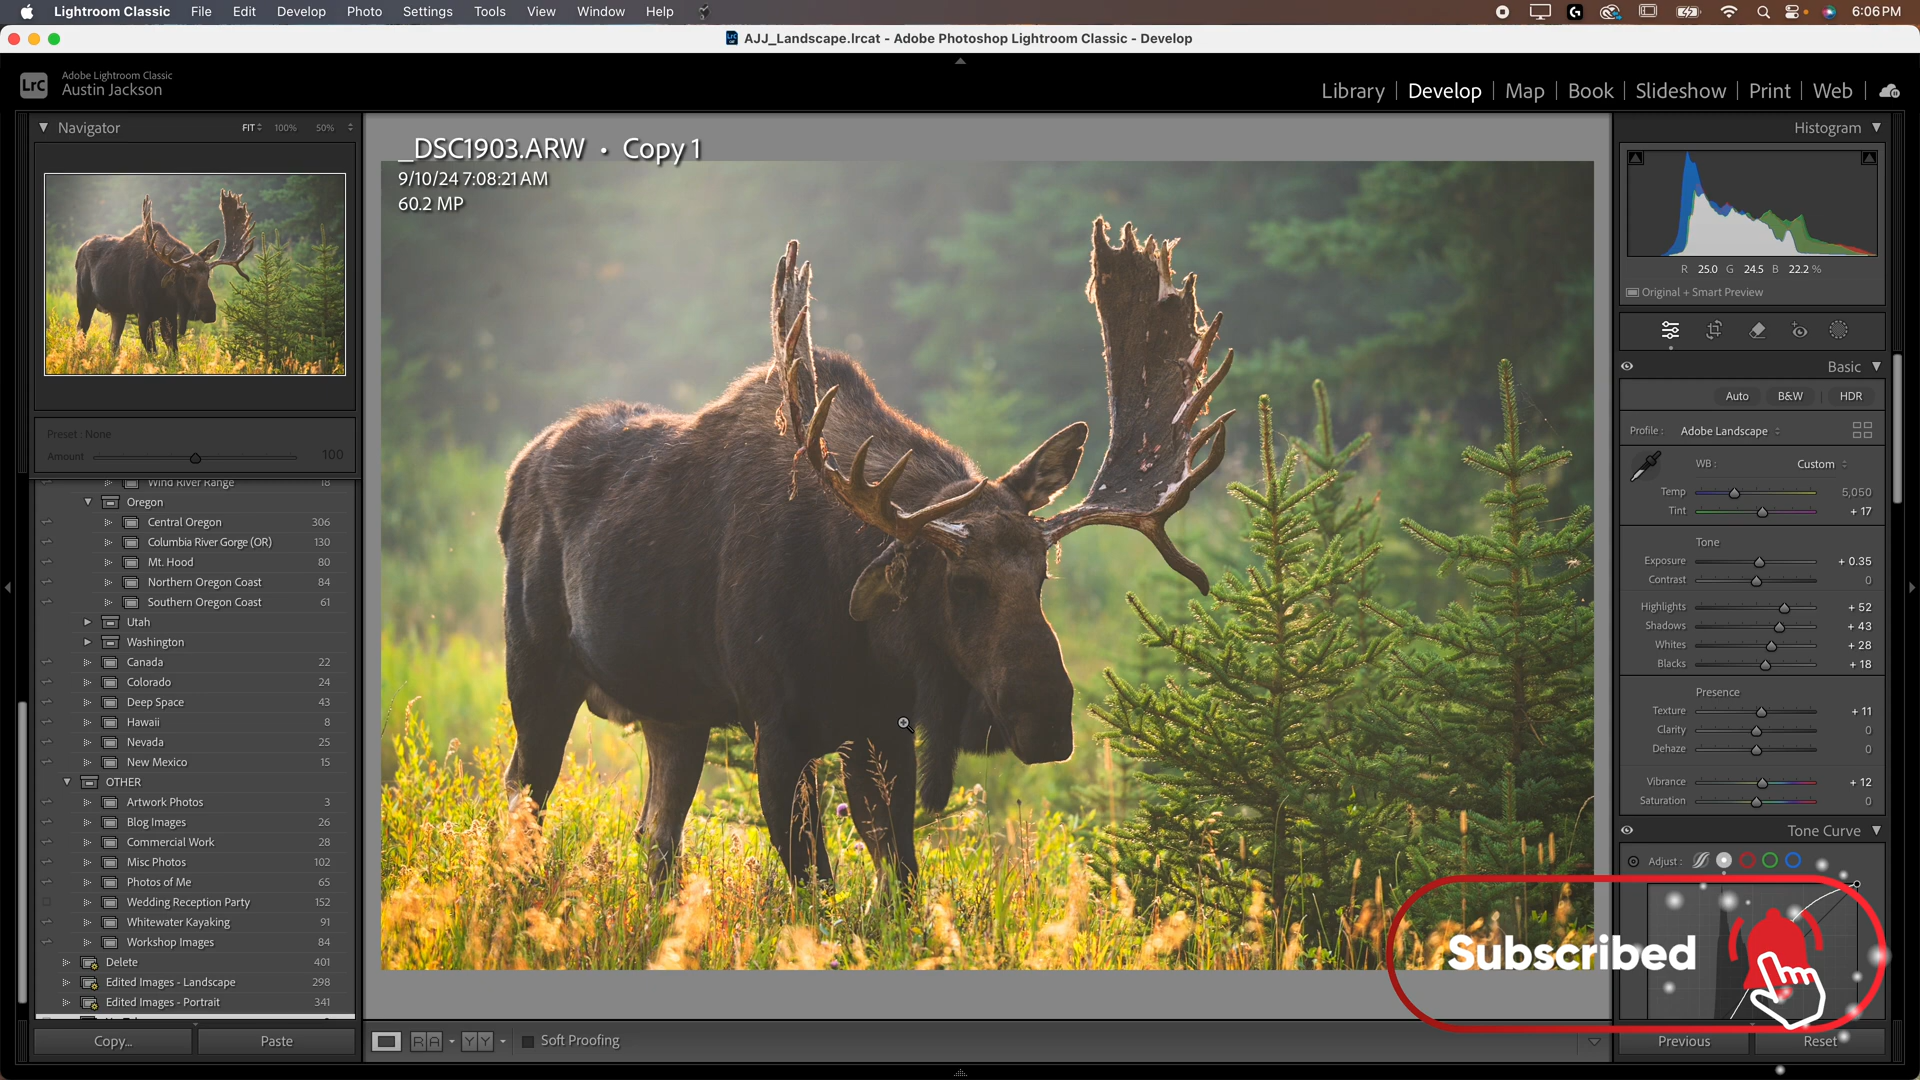 Lightroom Classic File Edit Develop Photo Settings Tools View Window Help 6:06 PM
AJJ_Landscape.lrcat - Adobe Photoshop Lightroom Classic - Develop
LrC
Adobe Lightroom Classic
Austin Jackson
Library | Develop | Map | Book | Slideshow | Print | Web
Navigator FIT 100% 50%
Preset : None
Amount 100
Wind River Range 18
Oregon
Central Oregon 306
Columbia River Gorge (OR) 130
Mt. Hood 80
Northern Oregon Coast 84
Southern Oregon Coast 61
Utah
Washington
Canada 22
Colorado 24
Deep Space 43
Hawaii 8
Nevada 25
New Mexico 15
OTHER
Artwork Photos 3
Blog Images 26
Commercial Work 28
Misc Photos 102
Photos of Me 65
Wedding Reception Party 152
Whitewater Kayaking 91
Workshop Images 84
Delete 401
Edited Images - Landscape 298
Edited Images - Portrait 341
Copy... Paste
_DSC1903.ARW • Copy 1
9/10/24 7:08:21 AM
60.2 MP
R A Y Y Soft Proofing
Histogram
R 25.0 G 24.5 B 22.2 %
Original + Smart Preview
Basic
Auto B&W HDR
Profile : Adobe Landscape
WB : Custom
Temp 5,050
Tint + 17
Tone
Exposure + 0.35
Contrast 0
Highlights + 52
Shadows + 43
Whites + 28
Blacks + 18
Presence
Texture + 11
Clarity 0
Dehaze 0
Vibrance + 12
Saturation 0
Tone Curve
Adjust :
Subscribed
Previous Reset